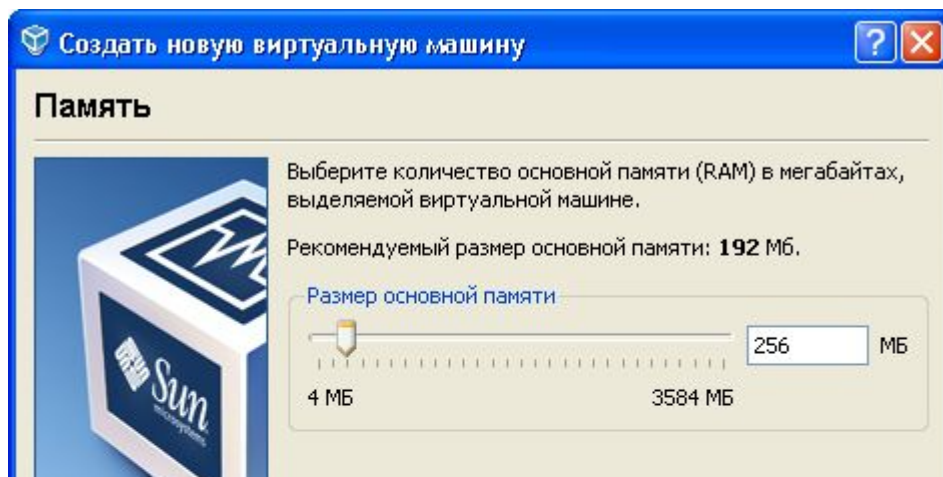 Создать новую виртуальную машину
Память
Выберите количество основной памяти (RAM) в мегабайтах,
выделяемой виртуальной машине.
Рекомендуемый размер основной памяти: 192 Мб.
Размер основной памяти
256 МБ
4 МБ 3584 МБ
Sun
microsystems